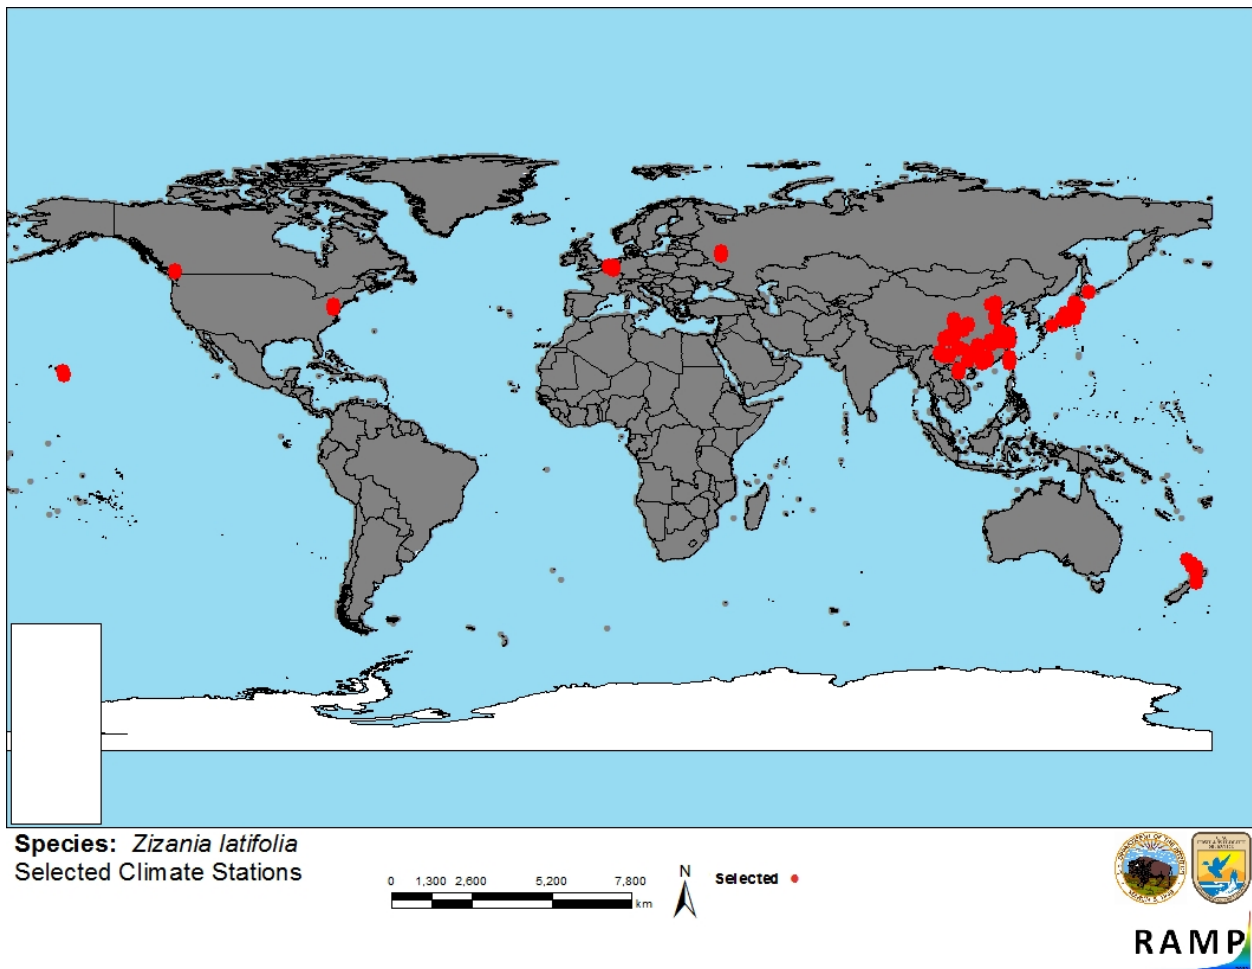 Species: Zizania latifolia
Selected Climate Stations
0 1,300 2,600 5,200 7,800
km
N
Selected
RAMP